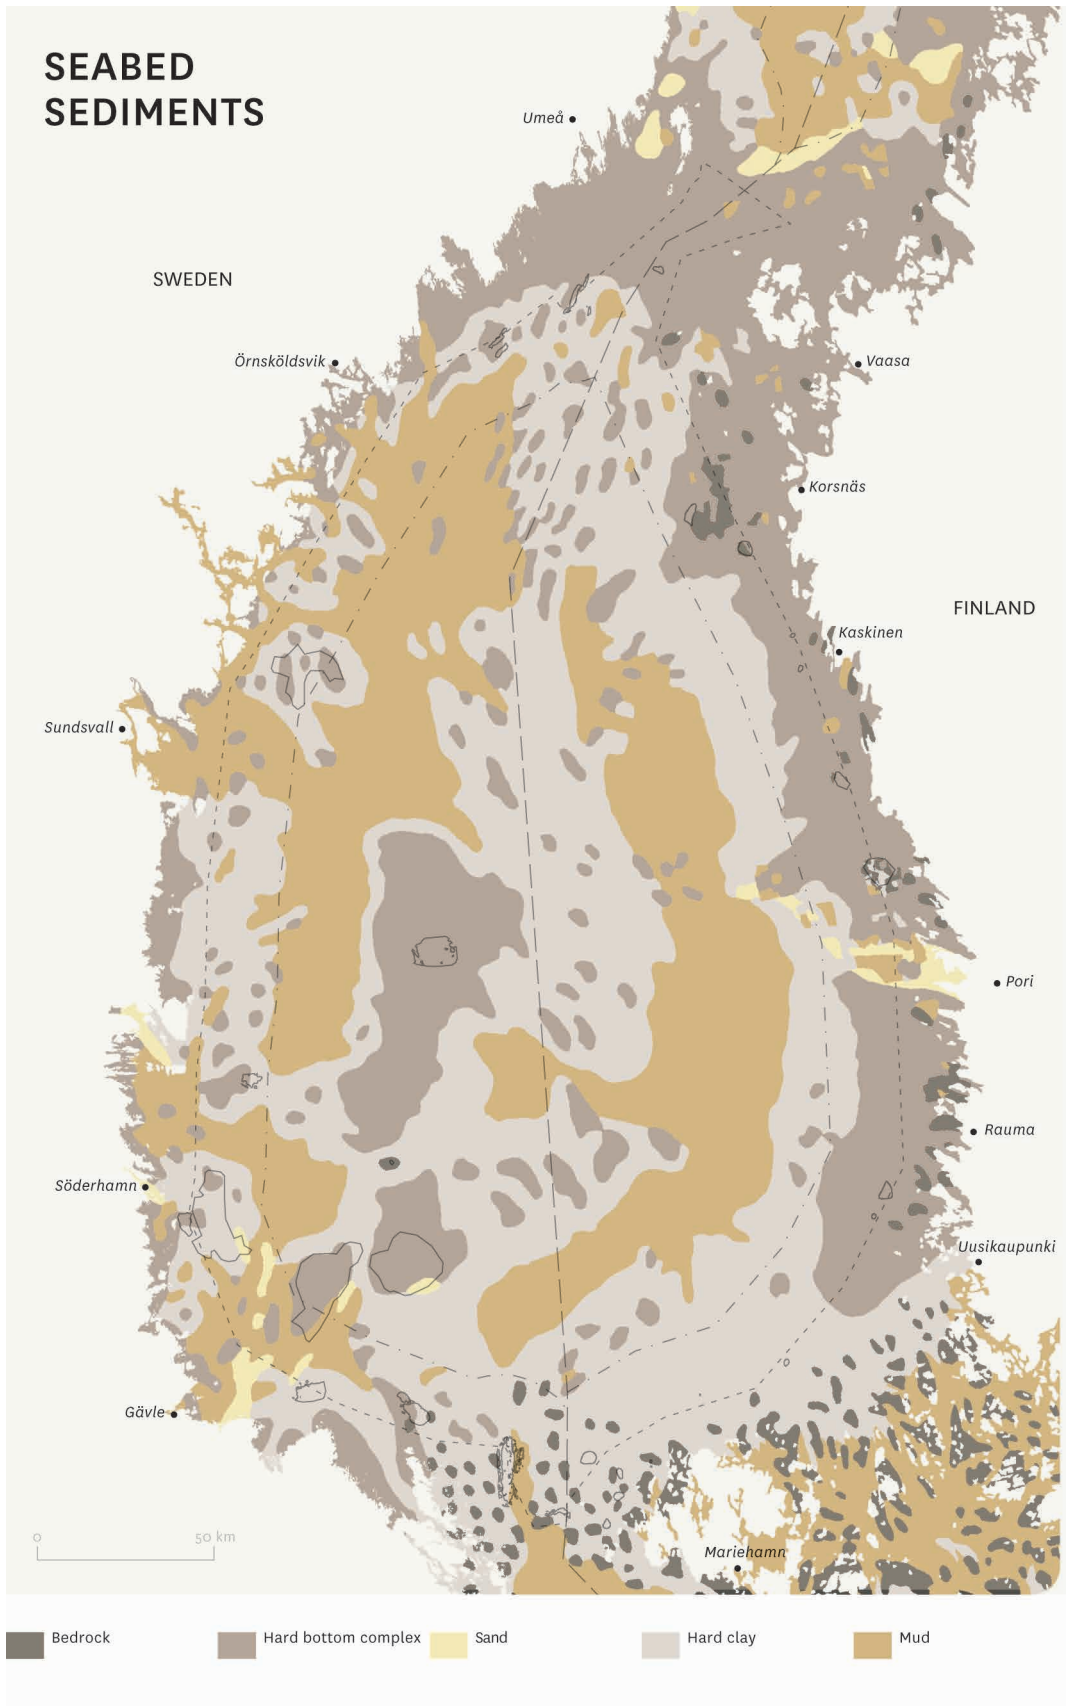 SEABED
SEDIMENTS
Umeå
SWEDEN
Örnsköldsvik
Vaasa
Korsnäs
FINLAND
Kaskinen
Sundsvall
Pori
Rauma
Söderhamn
Uusikaupunki
Gävle
0 50 km
Mariehamn
Bedrock Hard bottom complex Sand Hard clay Mud